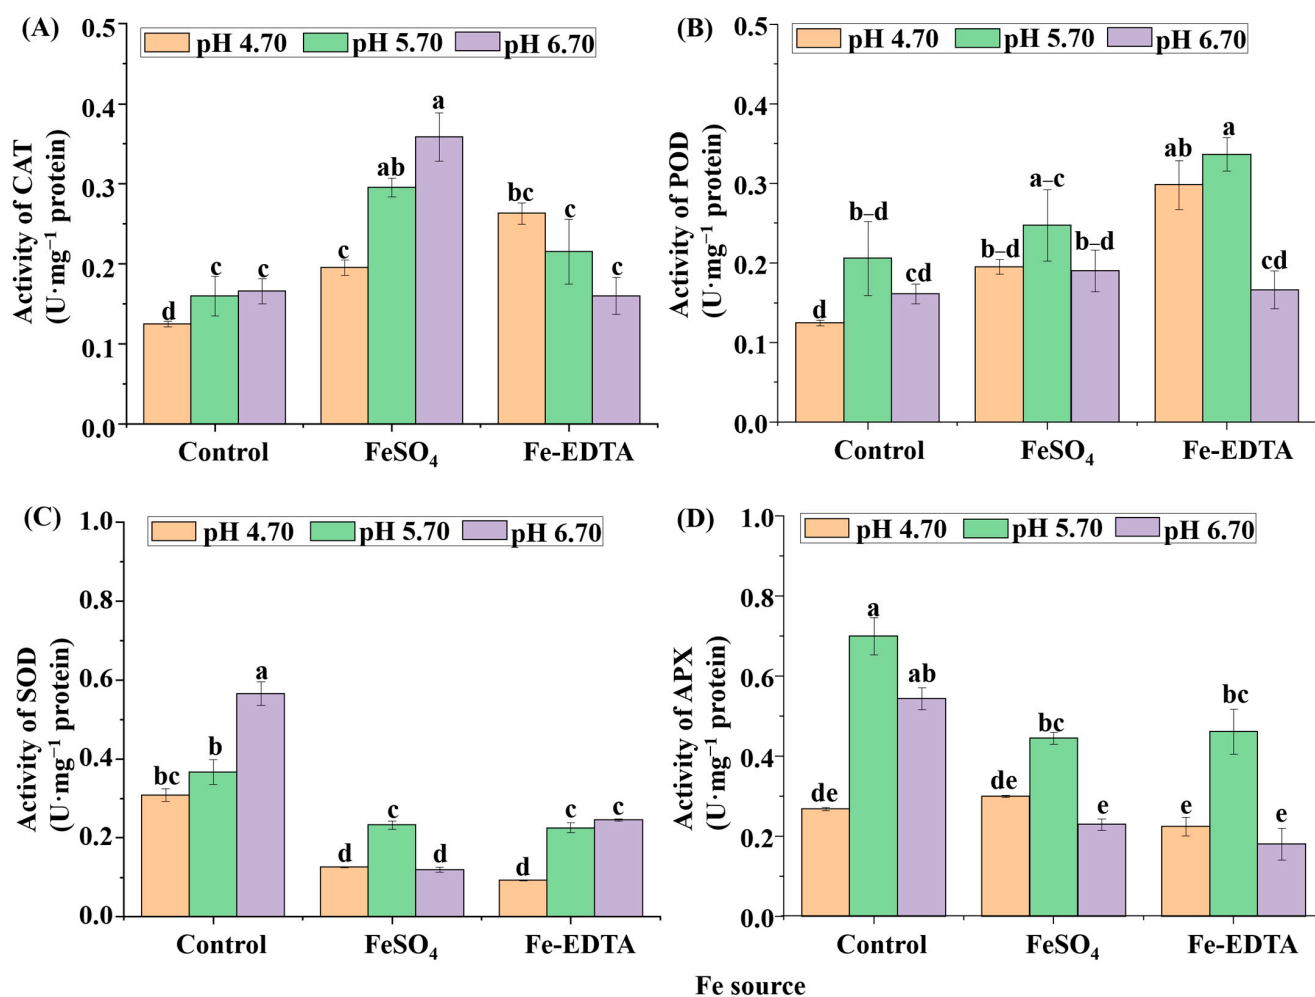 (A)
pH 4.70 pH 5.70 pH 6.70
Activity of CAT
(U·mg⁻¹ protein)
0.5
0.4
0.3
0.2
0.1
0.0
d c c
c ab a
bc c c
Control FeSO₄ Fe-EDTA
(B)
pH 4.70 pH 5.70 pH 6.70
Activity of POD
(U·mg⁻¹ protein)
0.5
0.4
0.3
0.2
0.1
0.0
d b–d cd
b–d a–c b–d
ab a cd
Control FeSO₄ Fe-EDTA
(C)
pH 4.70 pH 5.70 pH 6.70
Activity of SOD
(U·mg⁻¹ protein)
1.0
0.8
0.6
0.4
0.2
0.0
bc b a
d c d
d c c
Control FeSO₄ Fe-EDTA
(D)
pH 4.70 pH 5.70 pH 6.70
Activity of APX
(U·mg⁻¹ protein)
1.0
0.8
0.6
0.4
0.2
0.0
de a ab
de bc e
e bc e
Control FeSO₄ Fe-EDTA
Fe source